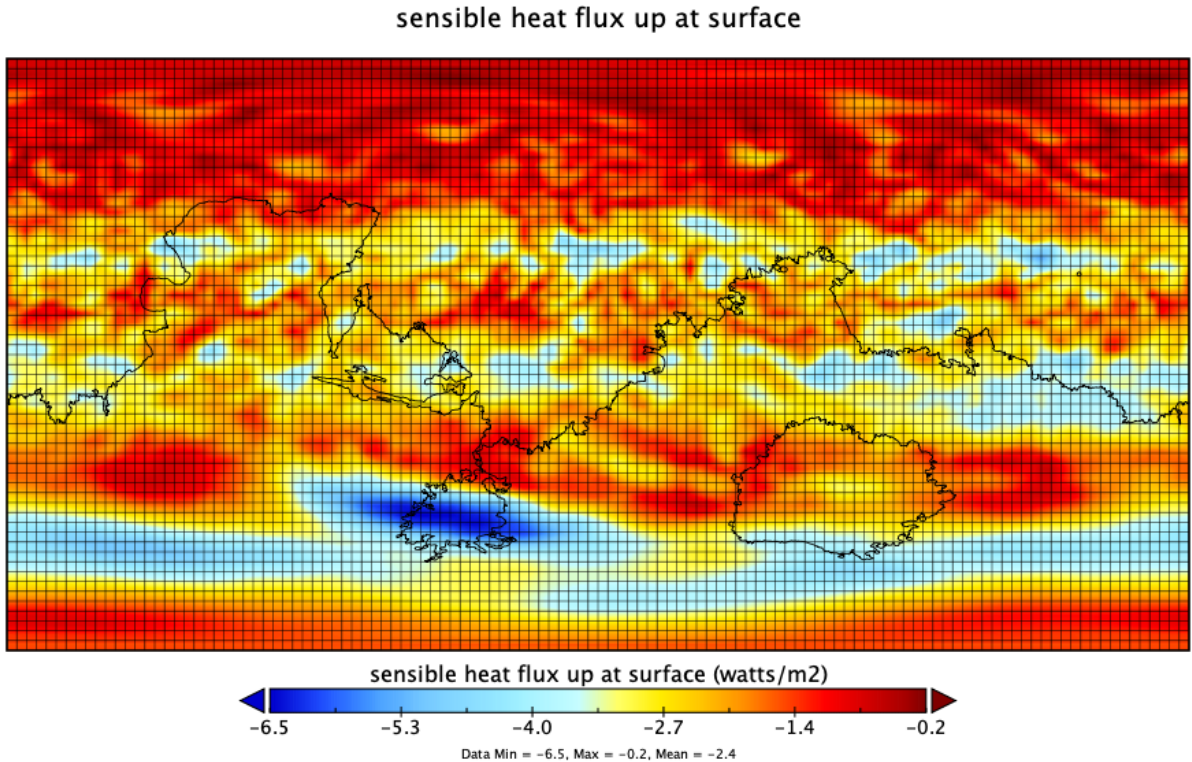 sensible heat flux up at surface
sensible heat flux up at surface (watts/m2)
−6.5 −5.3 −4.0 −2.7 −1.4 −0.2
Data Min = −6.5, Max = −0.2, Mean = −2.4